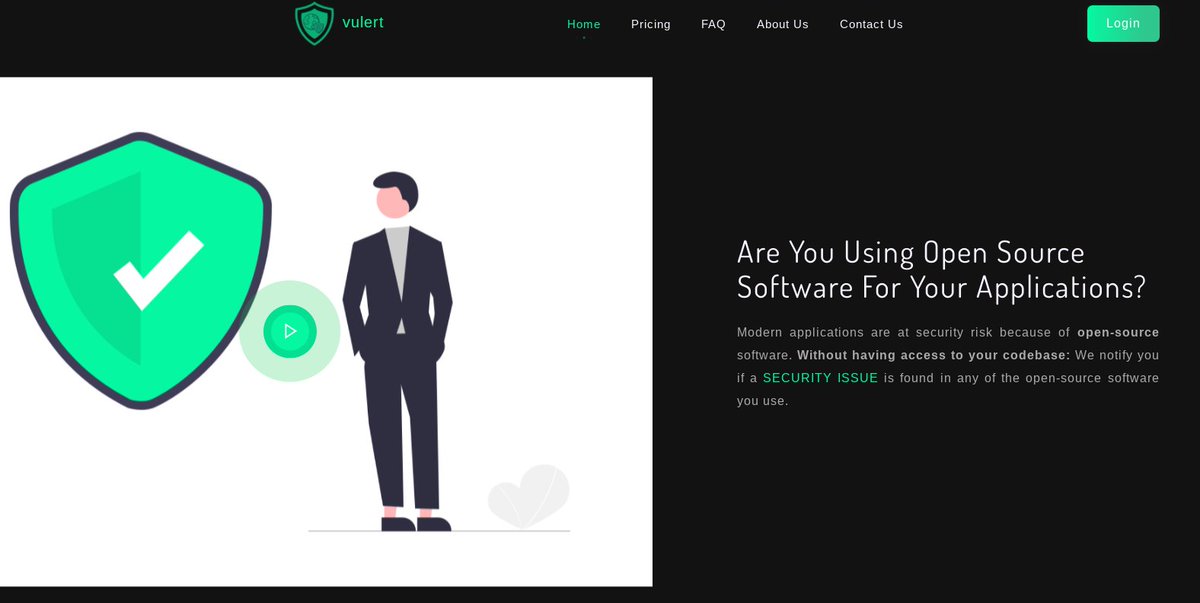 vulert
Home
Pricing
FAQ
About Us
Contact Us
Login
Are You Using Open Source
Software For Your Applications?
Modern applications are at security risk because of open-source
software. Without having access to your codebase: We notify you
if a SECURITY ISSUE is found in any of the open-source software
you use.